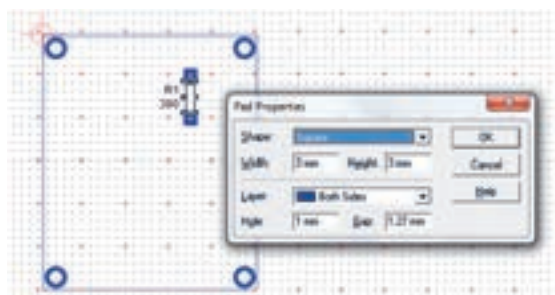 R1
390
Pad Properties
Shape: Square OK
Width: 3 mm Height: 3 mm Cancel
Layer: Both Sides Help
Hole: 1 mm Gap: 1.27 mm